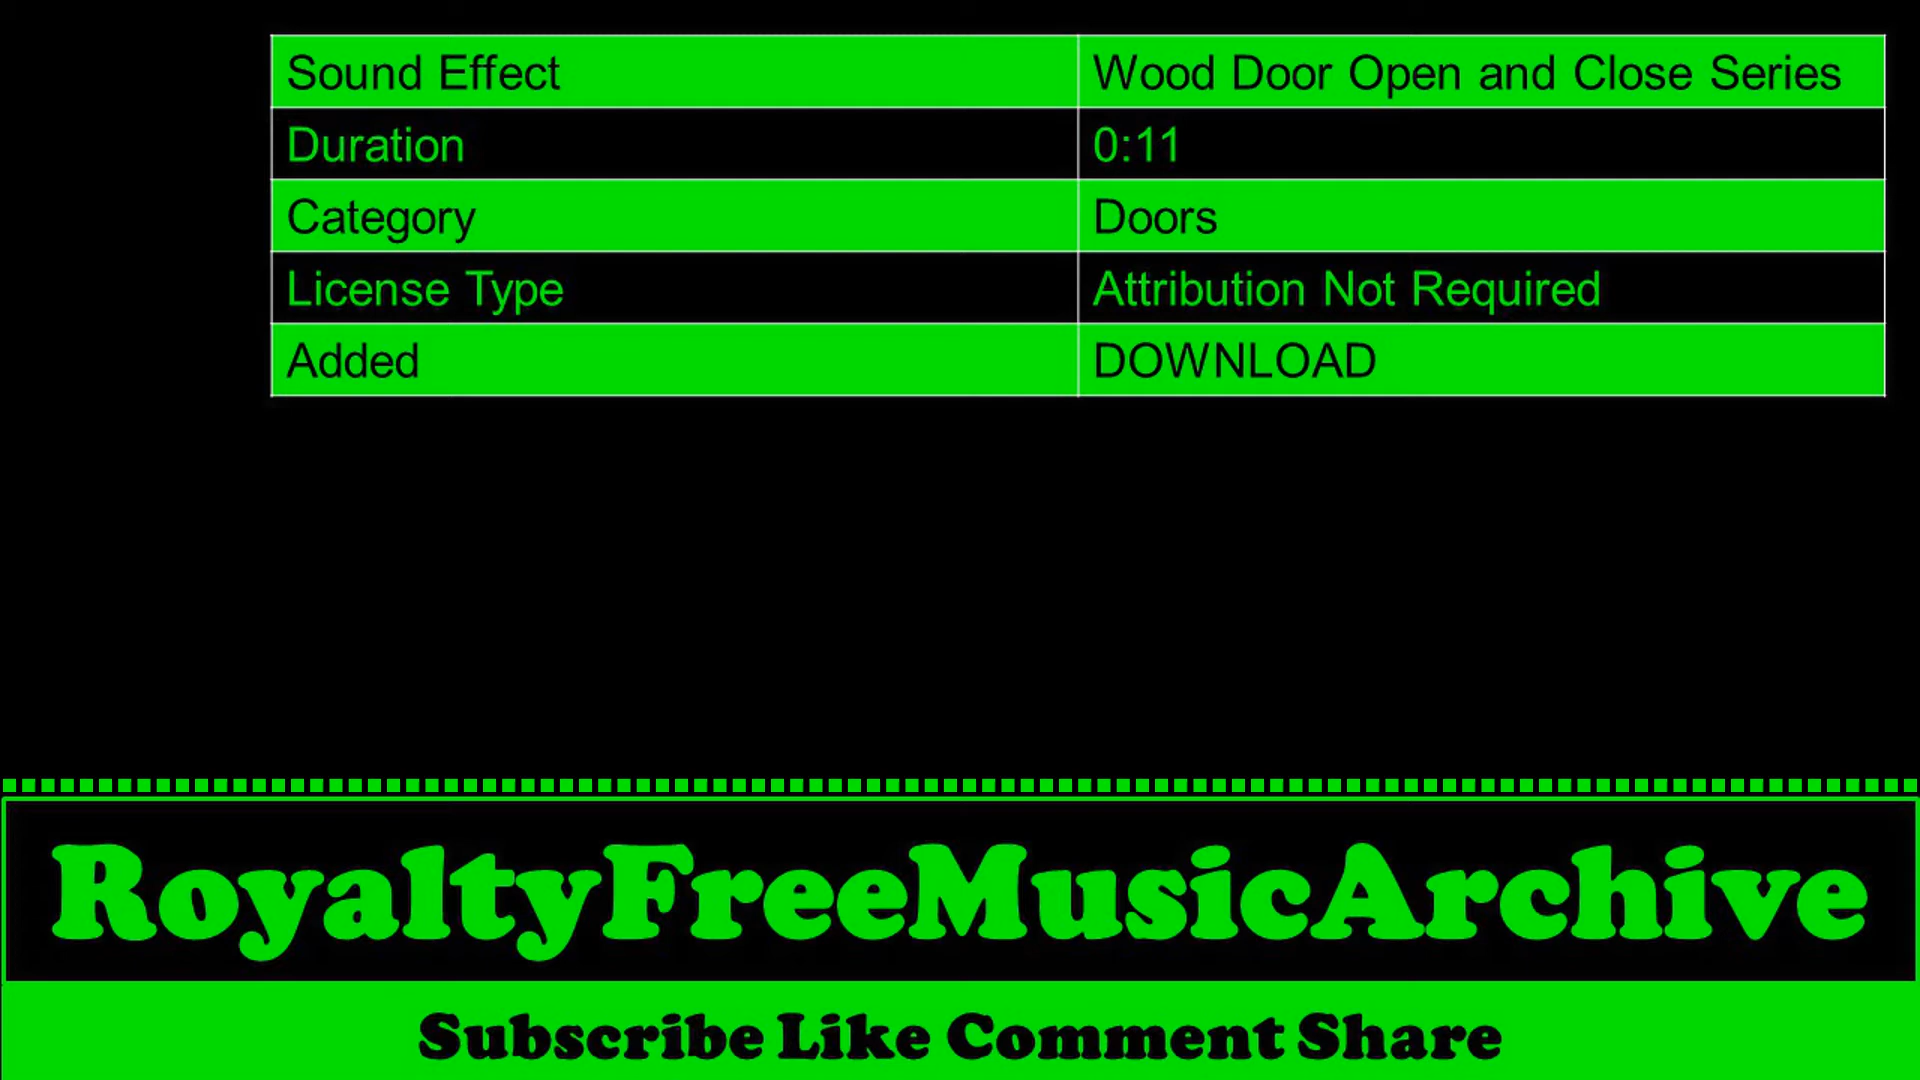 Sound Effect Wood Door Open and Close Series
Duration 0:11
Category Doors
License Type Attribution Not Required
Added DOWNLOAD
RoyaltyFreeMusicArchive
Subscribe Like Comment Share